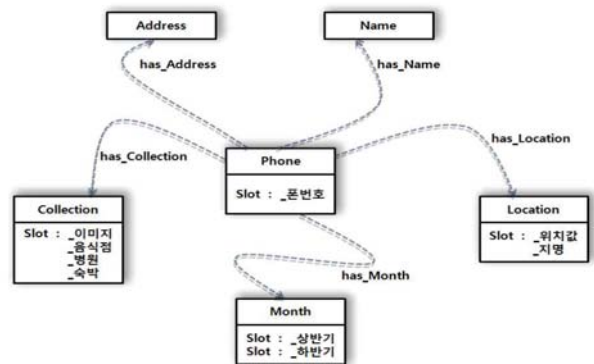 Address
Name
has_Address
has_Name
has_Collection
has_Location
Phone
Slot : _폰번호
Collection
Slot : _이미지
_음식점
_병원
_숙박
Location
Slot : _위치값
_지명
has_Month
Month
Slot : _상반기
Slot : _하반기